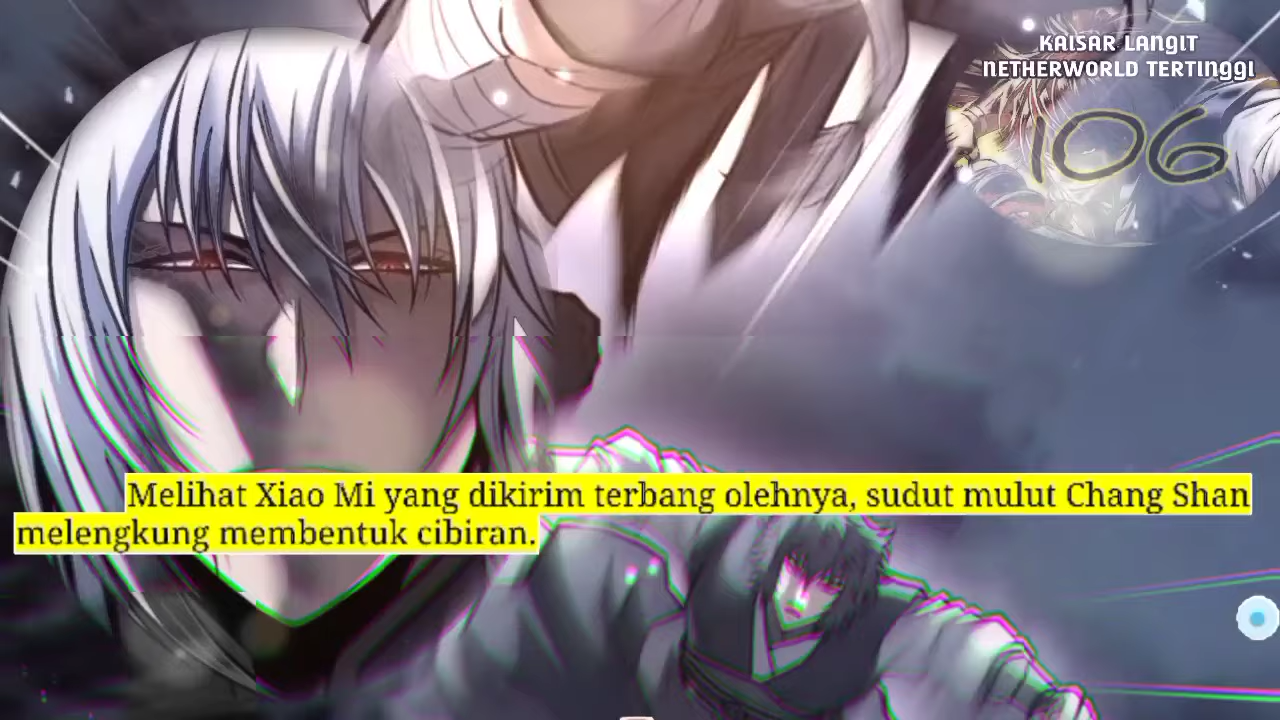 KAISAR LANGIT
NETHERWORLD TERTINGGI
106
Melihat Xiao Mi yang dikirim terbang olehnya, sudut mulut Chang Shan
melengkung membentuk cibiran.